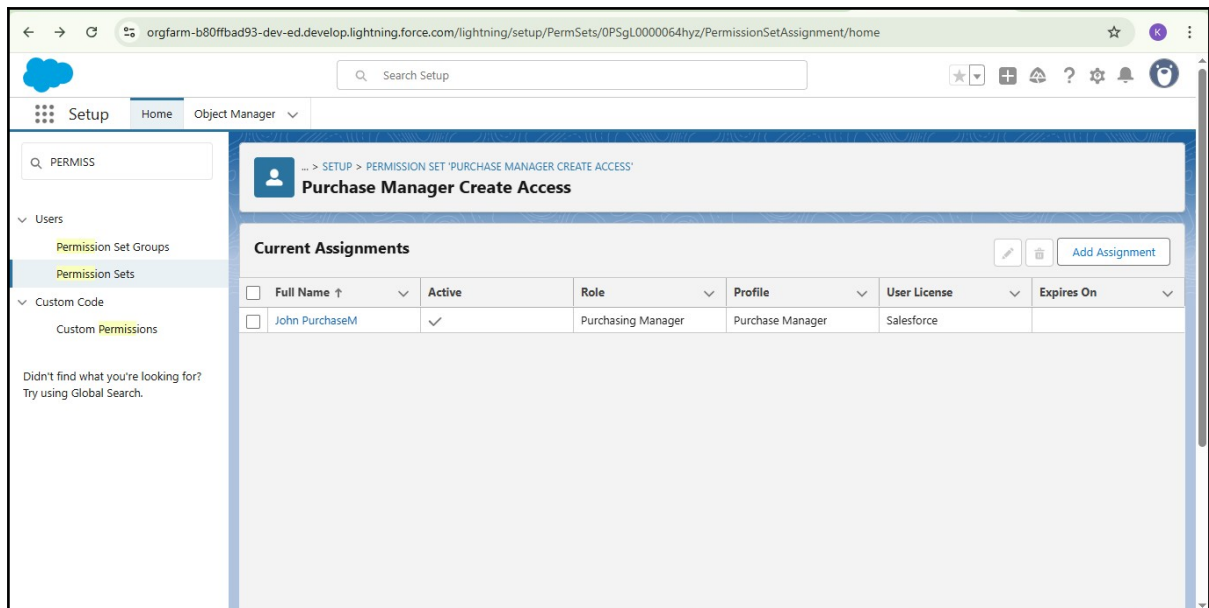 orgfarm-b80ffbad93-dev-ed.develop.lightning.force.com/lightning/setup/PermSets/0PSgL0000064hyz/PermissionSetAssignment/home
K
Search Setup
Setup
Home
Object Manager
PERMISS
Users
Permission Set Groups
Permission Sets
Custom Code
Custom Permissions
Didn't find what you're looking for?
Try using Global Search.
... > SETUP > PERMISSION SET 'PURCHASE MANAGER CREATE ACCESS'
Purchase Manager Create Access
Current Assignments
Add Assignment
Full Name ↑ Active Role Profile User License Expires On
John PurchaseM Purchasing Manager Purchase Manager Salesforce